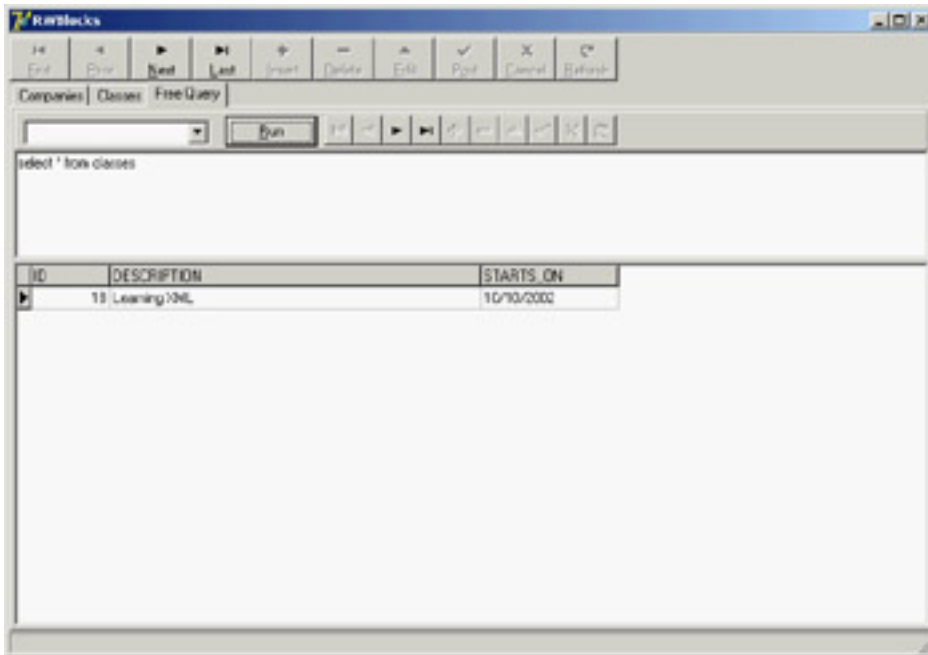 RWBlocks
First Prior Next Last Insert Delete Edit Post Cancel Refresh
Companies Classes Free Query
Run
select * from classes
ID DESCRIPTION STARTS_ON
Learning XML 10/10/2002